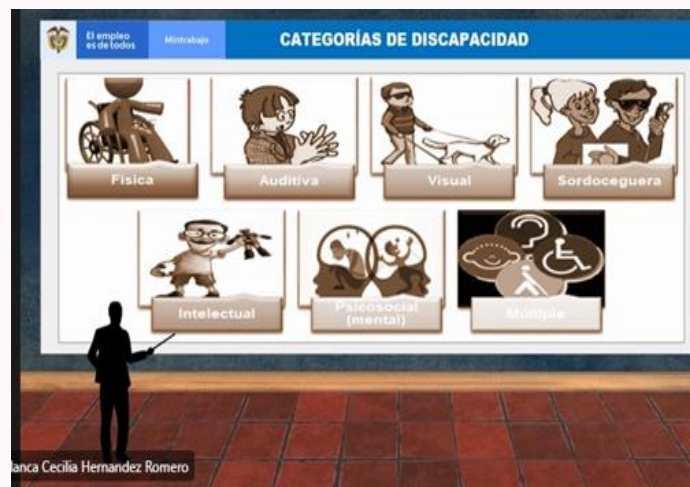 El empleo
es de todos
Mintrabajo
CATEGORÍAS DE DISCAPACIDAD
Física
Auditiva
Visual
Sordoceguera
Intelectual
Psicosocial
(mental)
Múltiple
lanca Cecilia Hernandez Romero